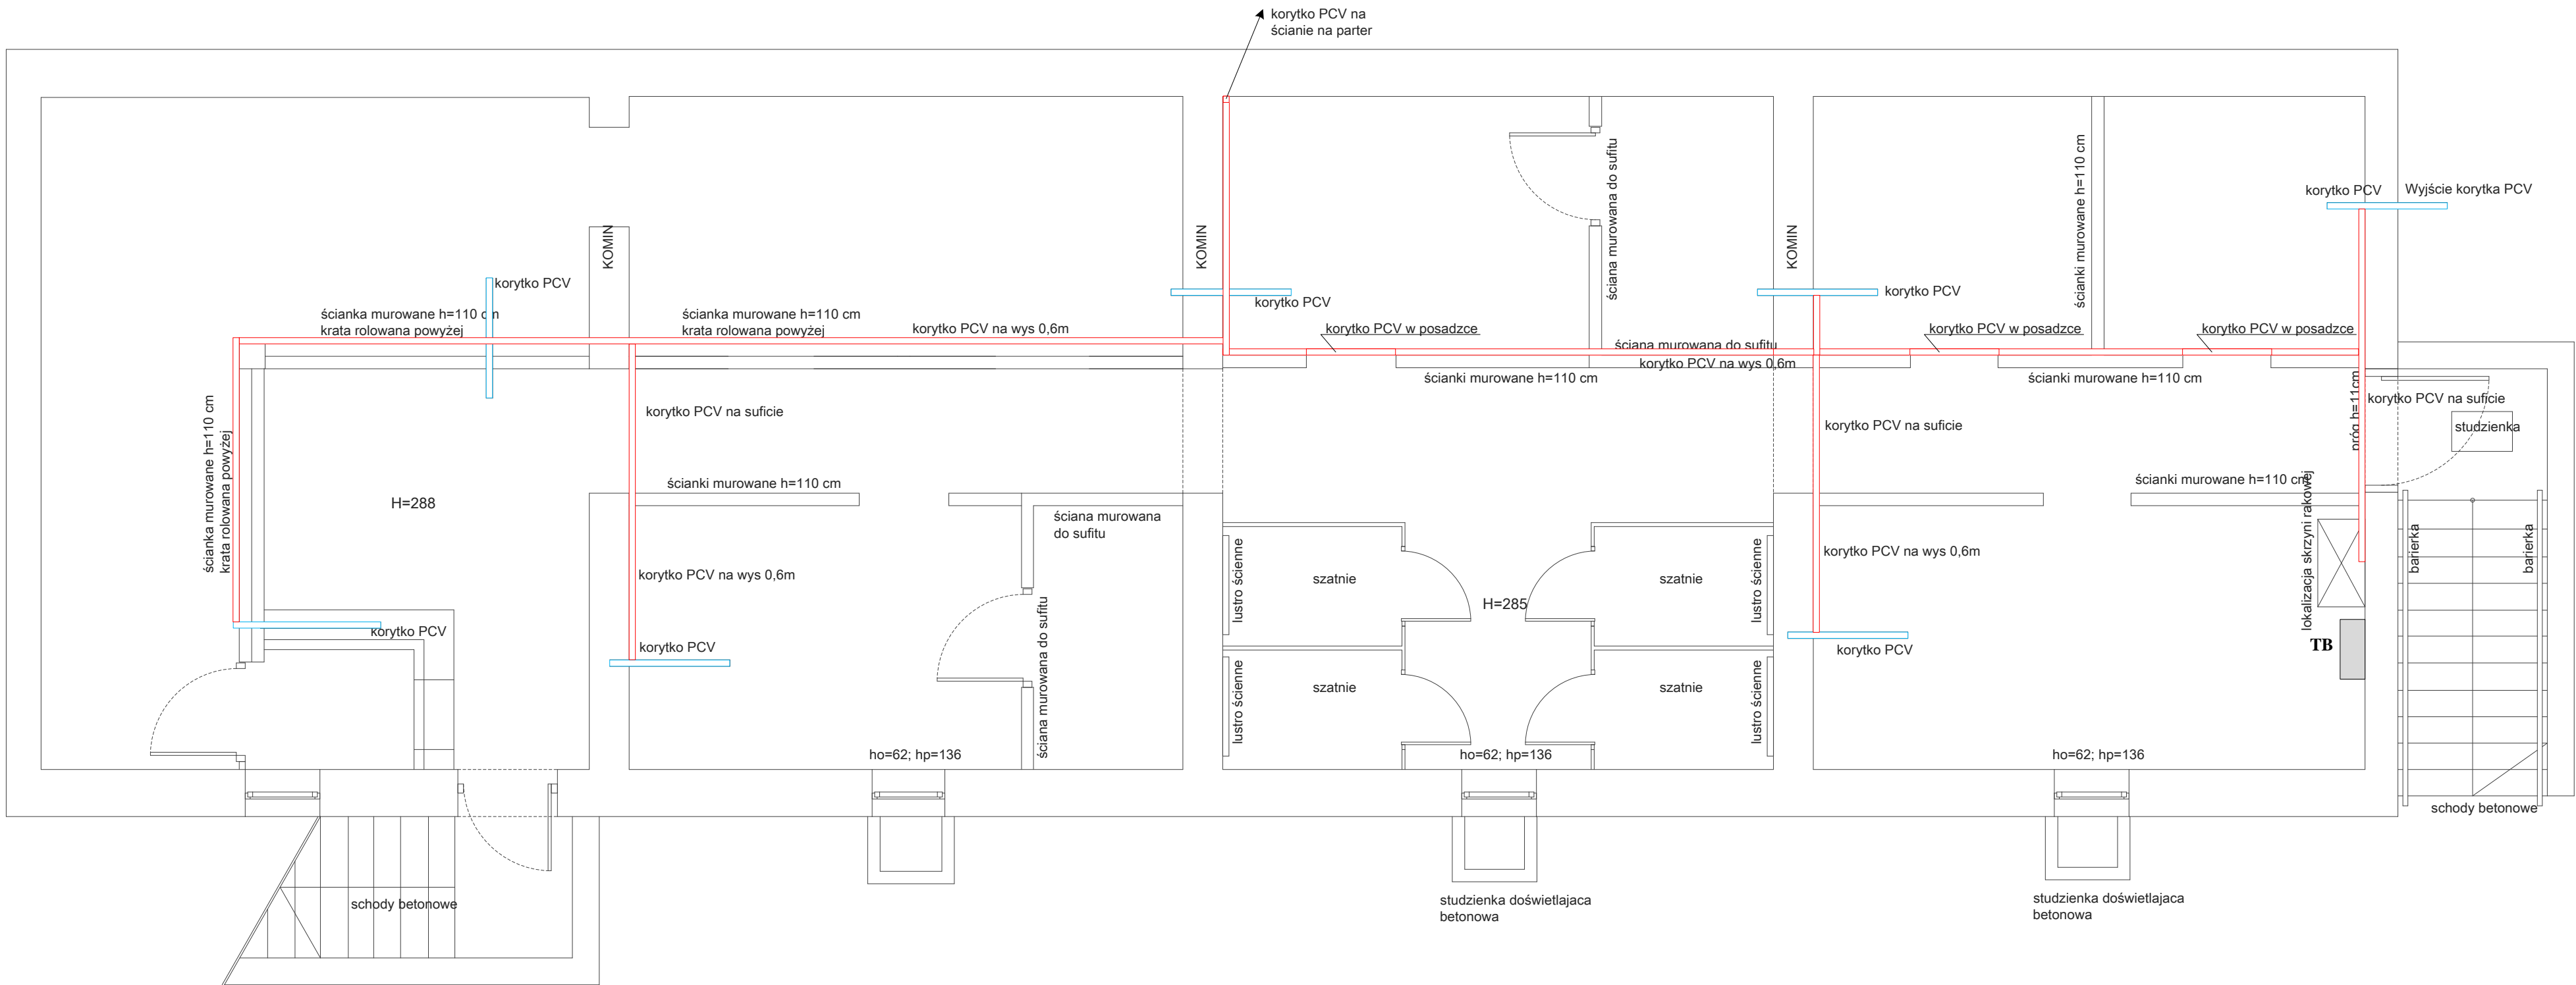 korytko PCV na
ścianie na parter
korytko PCV
Wyjście korytka PCV
ściana murowana do sufitu
ścianki murowane h=110 cm
KOMIN
KOMIN
KOMIN
korytko PCV
korytko PCV
korytko PCV
ścianka murowane h=110 cm
krata rolowana powyżej
ścianka murowane h=110 cm
krata rolowana powyżej
korytko PCV na wys 0,6m
korytko PCV w posadzce
korytko PCV w posadzce
korytko PCV w posadzce
ściana murowana do sufitu
korytko PCV na wys 0,6m
ścianki murowane h=110 cm
ścianki murowane h=110 cm
ścianka murowane h=110 cm
krata rolowana powyżej
korytko PCV na suficie
korytko PCV na suficie
próg h=11cm
korytko PCV na suficie
studzienka
ścianki murowane h=110 cm
ścianki murowane h=110 cm
H=288
ściana murowana
do sufitu
lokalizacja skrzyni rakowej
barierka
barierka
korytko PCV na wys 0,6m
korytko PCV na wys 0,6m
lustro ścienne
szatnie
szatnie
lustro ścienne
H=285
korytko PCV
korytko PCV
korytko PCV
TB
ściana murowana do sufitu
lustro ścienne
szatnie
szatnie
lustro ścienne
ho=62; hp=136
ho=62; hp=136
ho=62; hp=136
schody betonowe
schody betonowe
studzienka doświetlajaca
betonowa
studzienka doświetlajaca
betonowa